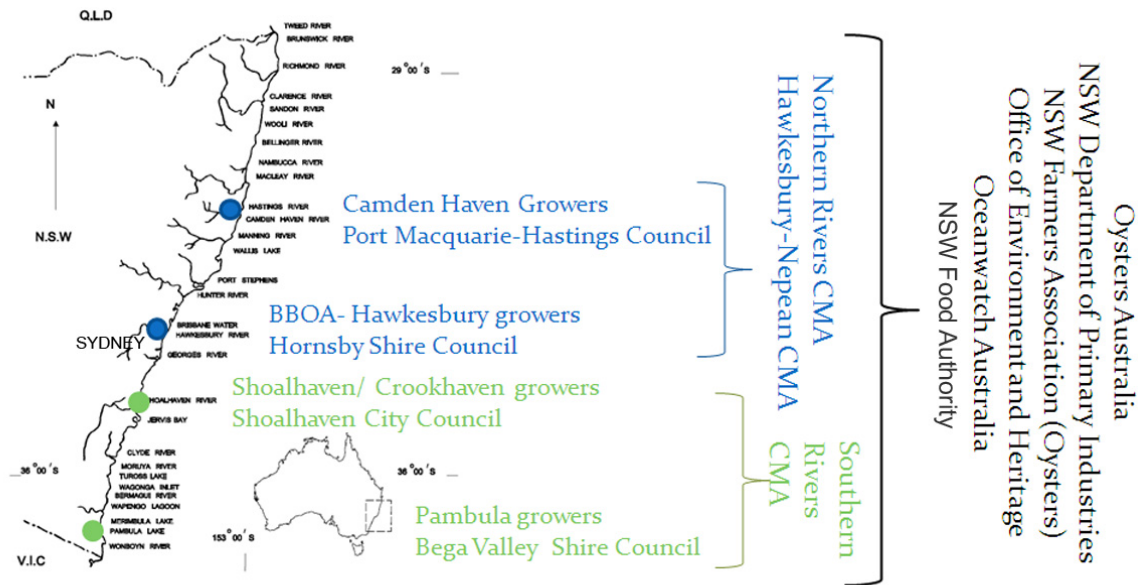 Q.L.D
TWEED RIVER
BRUNSWICK RIVER
RICHMOND RIVER
29 °00 ' S
CLARENCE RIVER
SANDON RIVER
WOOLI RIVER
BELLINGER RIVER
NAMBUCCA RIVER
MACLEAY RIVER
HASTINGS RIVER
CAMDEN HAVEN RIVER
MANNING RIVER
WALLIS LAKE
PORT STEPHENS
HUNTER RIVER
BRISBANE WATER
HAWKESBURY RIVER
SYDNEY
GEORGES RIVER
HOALHAVEN RIVER
JERVIS BAY
CLYDE RIVER
MORUYA RIVER
TUROSS LAKE
WAGONGA INLET
BERMAGUI RIVER
WAPENGO LAGOON
MERIMBULA LAKE
PAMBULA LAKE
WONBOYN RIVER
N
N.S.W
36 °00 ' S
V.I.C
153 °00 ' S
36 °00 ' S
Camden Haven Growers
Port Macquarie-Hastings Council
BBOA- Hawkesbury growers
Hornsby Shire Council
Shoalhaven/ Crookhaven growers
Shoalhaven City Council
Pambula growers
Bega Valley Shire Council
Northern Rivers CMA
Hawkesbury-Nepean CMA
Southern
Rivers
CMA
Oysters Australia
NSW Department of Primary Industries
NSW Farmers Association (Oysters)
Office of Environment and Heritage
Oceanwatch Australia
NSW Food Authority